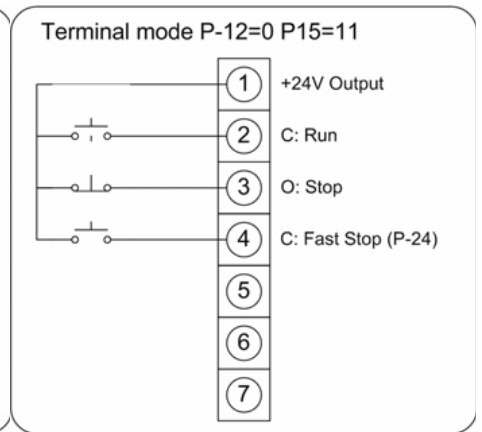 Terminal mode P-12=0 P15=11
1 +24V Output
2 C: Run
3 O: Stop
4 C: Fast Stop (P-24)
5
6
7